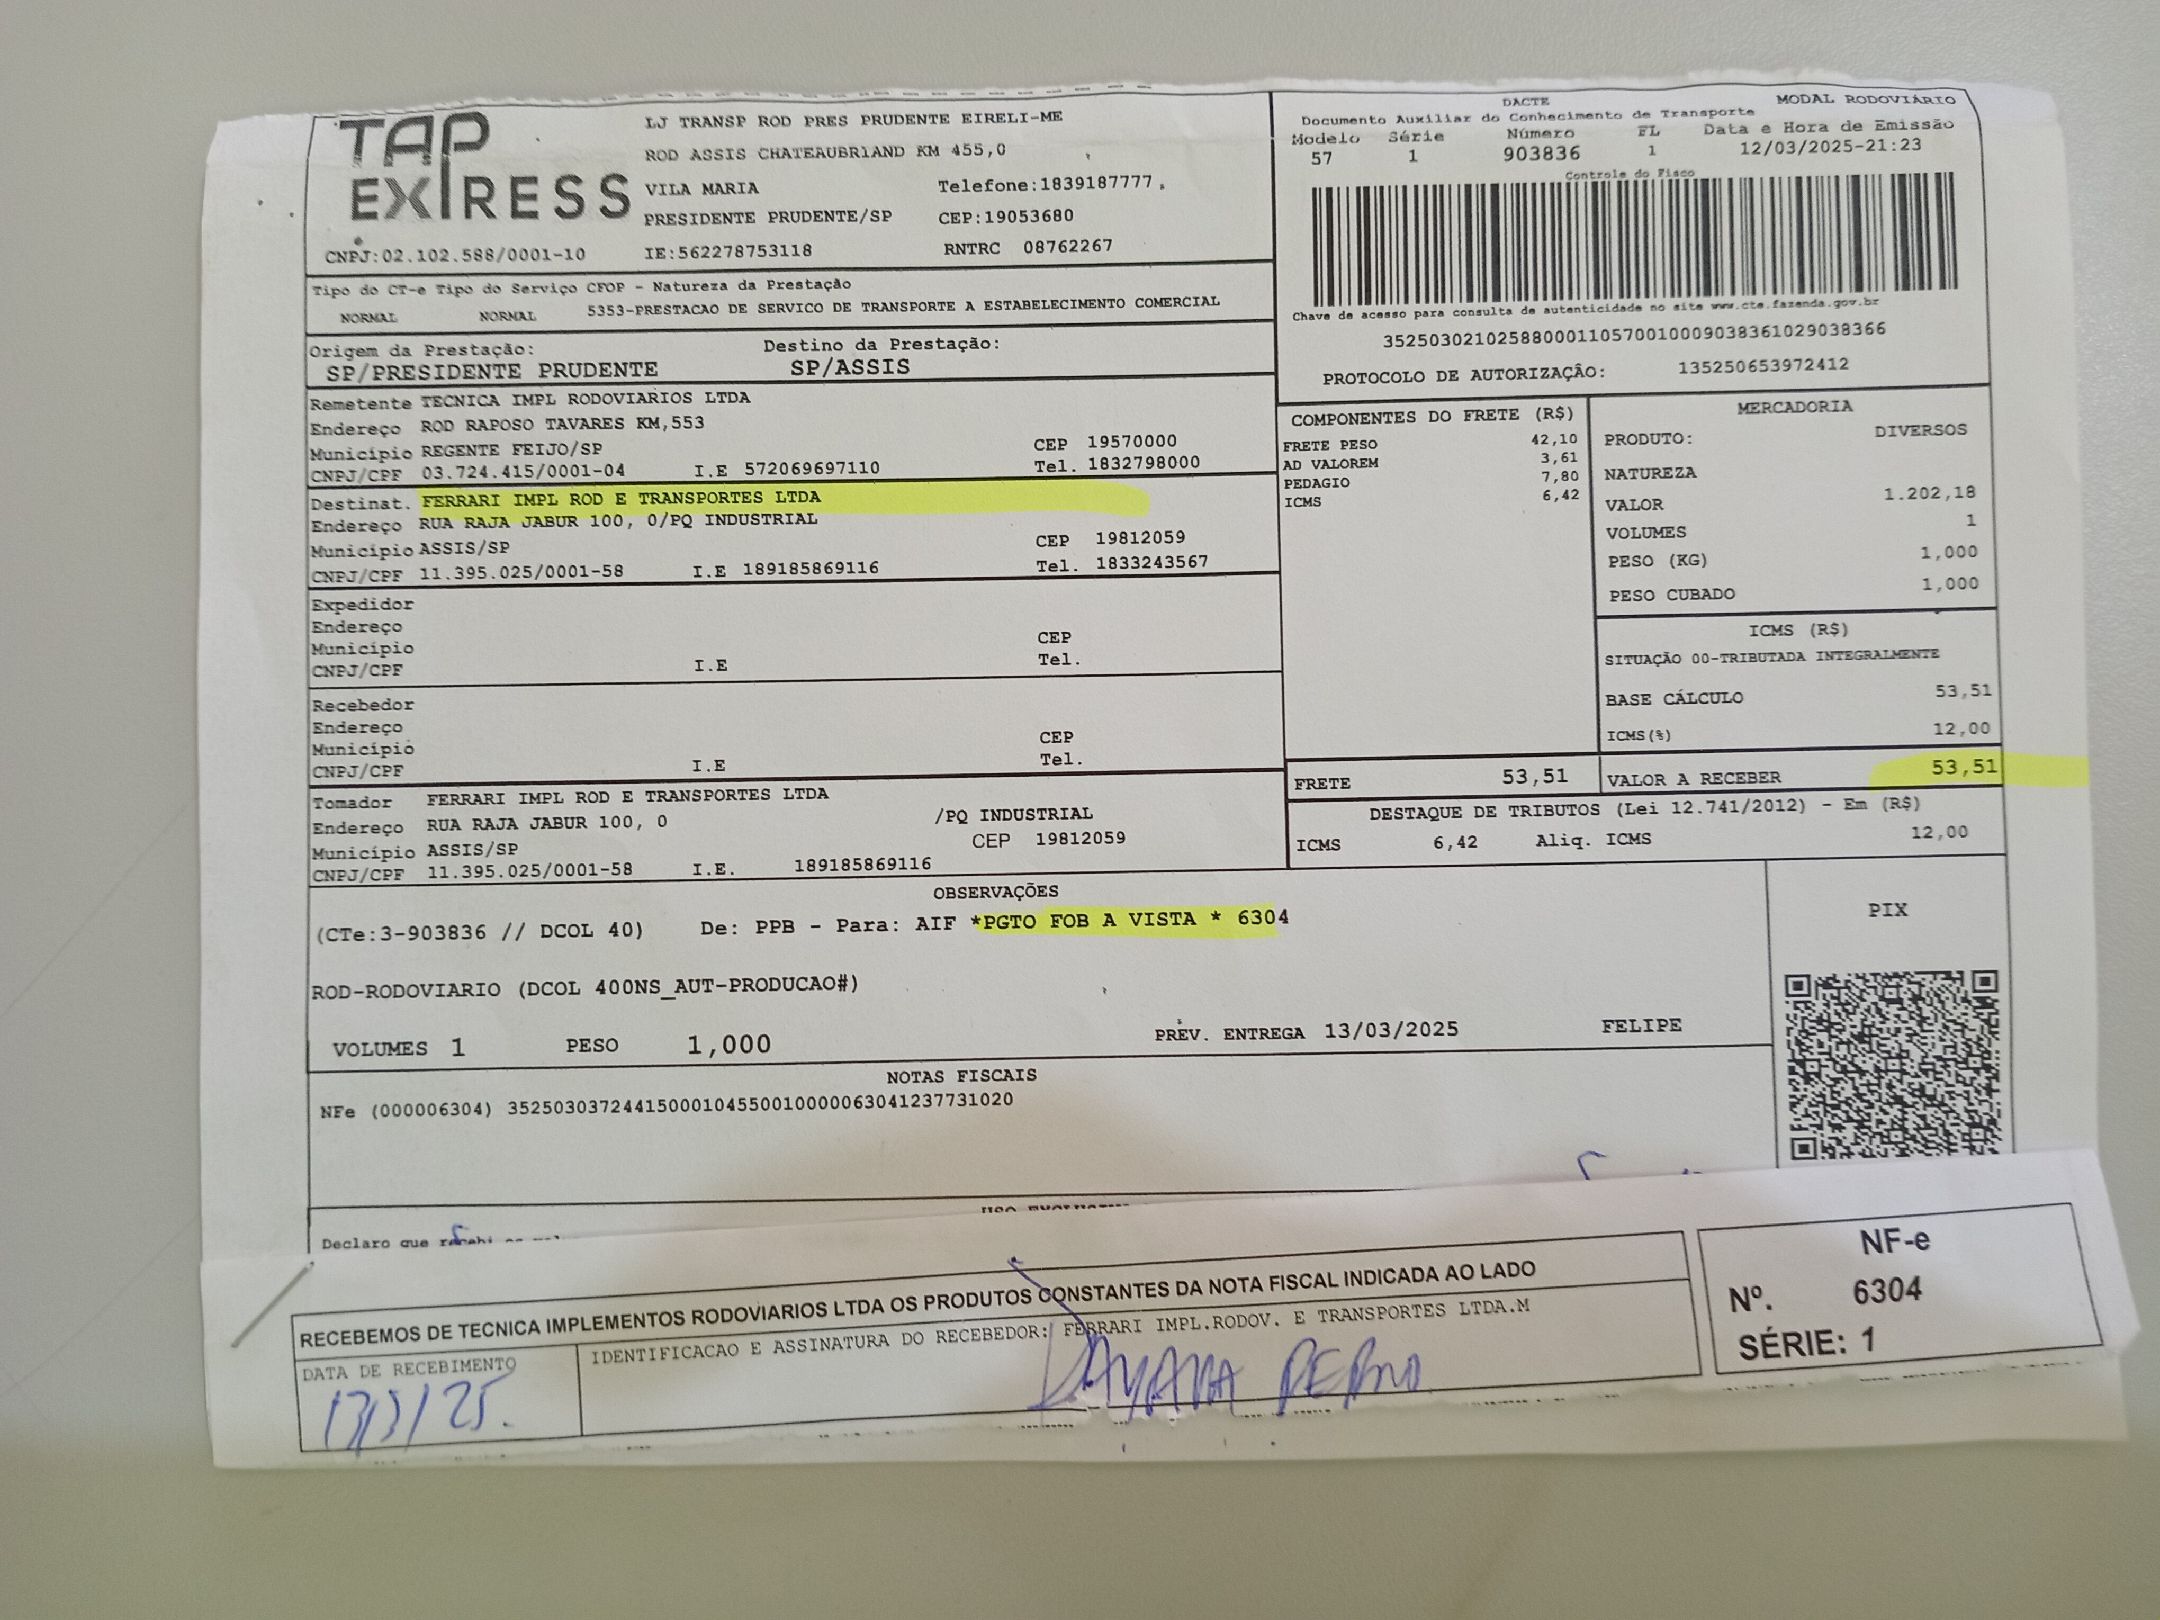 TAP EXPRESS
LJ TRANSP ROD PRES PRUDENTE EIRELI-ME
ROD ASSIS CHATEAUBRIAND KM 455,0
VILA MARIA Telefone:1839187777
PRESIDENTE PRUDENTE/SP CEP:19053680
CNPJ:02.102.588/0001-10 IE:562278753118 RNTRC 08762267
DACTE MODAL RODOVIÁRIO
Documento Auxiliar do Conhecimento de Transporte
Modelo Série Número FL Data e Hora de Emissão
57 1 903836 1 12/03/2025-21:23
Controle do Fisco
Chave de acesso para consulta de autenticidade no site www.cte.fazenda.gov.br
35250302102588000110570010009038361029038366
PROTOCOLO DE AUTORIZAÇÃO: 135250653972412
Tipo do CT-e Tipo do Serviço CFOP - Natureza da Prestação
NORMAL NORMAL 5353-PRESTACAO DE SERVICO DE TRANSPORTE A ESTABELECIMENTO COMERCIAL
Origem da Prestação: Destino da Prestação:
SP/PRESIDENTE PRUDENTE SP/ASSIS
Remetente TECNICA IMPL RODOVIARIOS LTDA
Endereço ROD RAPOSO TAVARES KM,553
Município REGENTE FEIJO/SP CEP 19570000
CNPJ/CPF 03.724.415/0001-04 I.E 572069697110 Tel. 1832798000
Destinat. FERRARI IMPL ROD E TRANSPORTES LTDA
Endereço RUA RAJA JABUR 100, 0/PQ INDUSTRIAL
Município ASSIS/SP CEP 19812059
CNPJ/CPF 11.395.025/0001-58 I.E 189185869116 Tel. 1833243567
Expedidor
Endereço
Município CEP
CNPJ/CPF I.E Tel.
Recebedor
Endereço
Município CEP
CNPJ/CPF I.E Tel.
Tomador FERRARI IMPL ROD E TRANSPORTES LTDA
Endereço RUA RAJA JABUR 100, 0 /PQ INDUSTRIAL
Município ASSIS/SP CEP 19812059
CNPJ/CPF 11.395.025/0001-58 I.E. 189185869116
COMPONENTES DO FRETE (R$)
FRETE PESO 42,10
AD VALOREM 3,61
PEDAGIO 7,80
ICMS 6,42
MERCADORIA
PRODUTO: DIVERSOS
NATUREZA
VALOR 1.202,18
VOLUMES 1
PESO (KG) 1,000
PESO CUBADO 1,000
ICMS (R$)
SITUAÇÃO 00-TRIBUTADA INTEGRALMENTE
BASE CÁLCULO 53,51
ICMS(%) 12,00
FRETE 53,51 VALOR A RECEBER 53,51
DESTAQUE DE TRIBUTOS (Lei 12.741/2012) - Em (R$)
ICMS 6,42 Aliq. ICMS 12,00
OBSERVAÇÕES
(CTe:3-903836 // DCOL 40) De: PPB - Para: AIF *PGTO FOB A VISTA * 6304
ROD-RODOVIARIO (DCOL 400NS_AUT-PRODUCAO#)
VOLUMES 1 PESO 1,000 PREV. ENTREGA 13/03/2025 FELIPE
PIX
NOTAS FISCAIS
NFe (000006304) 35250303724415000104550010000063041237731020
Declaro que recebi
RECEBEMOS DE TECNICA IMPLEMENTOS RODOVIARIOS LTDA OS PRODUTOS CONSTANTES DA NOTA FISCAL INDICADA AO LADO
DATA DE RECEBIMENTO
13/3/25.
IDENTIFICACAO E ASSINATURA DO RECEBEDOR: FERRARI IMPL.RODOV. E TRANSPORTES LTDA.M
NF-e
Nº. 6304
SÉRIE: 1